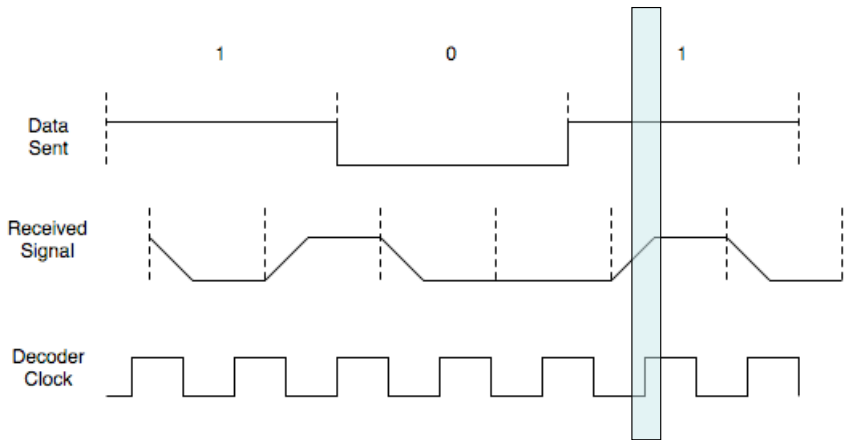 1 0 1
Data
Sent
Received
Signal
Decoder
Clock